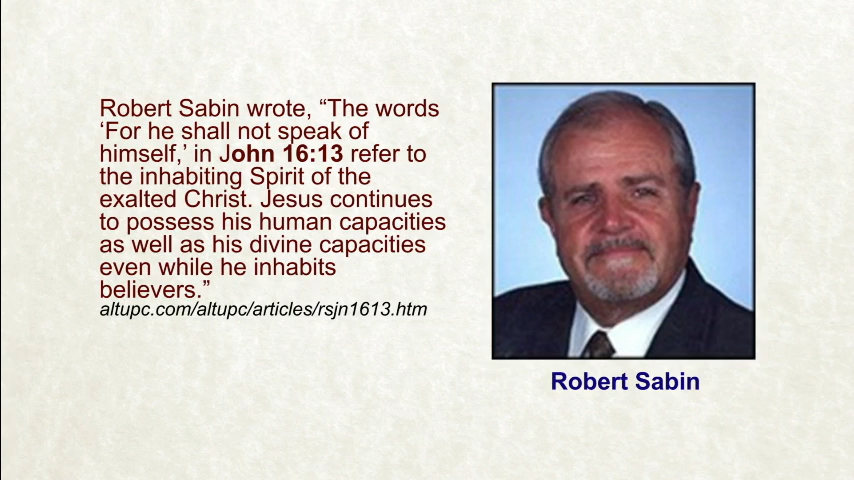 Robert Sabin wrote, “The words
‘For he shall not speak of
himself,’ in John 16:13 refer to
the inhabiting Spirit of the
exalted Christ. Jesus continues
to possess his human capacities
as well as his divine capacities
even while he inhabits
believers.”
altupc.com/altupc/articles/rsjn1613.htm
Robert Sabin